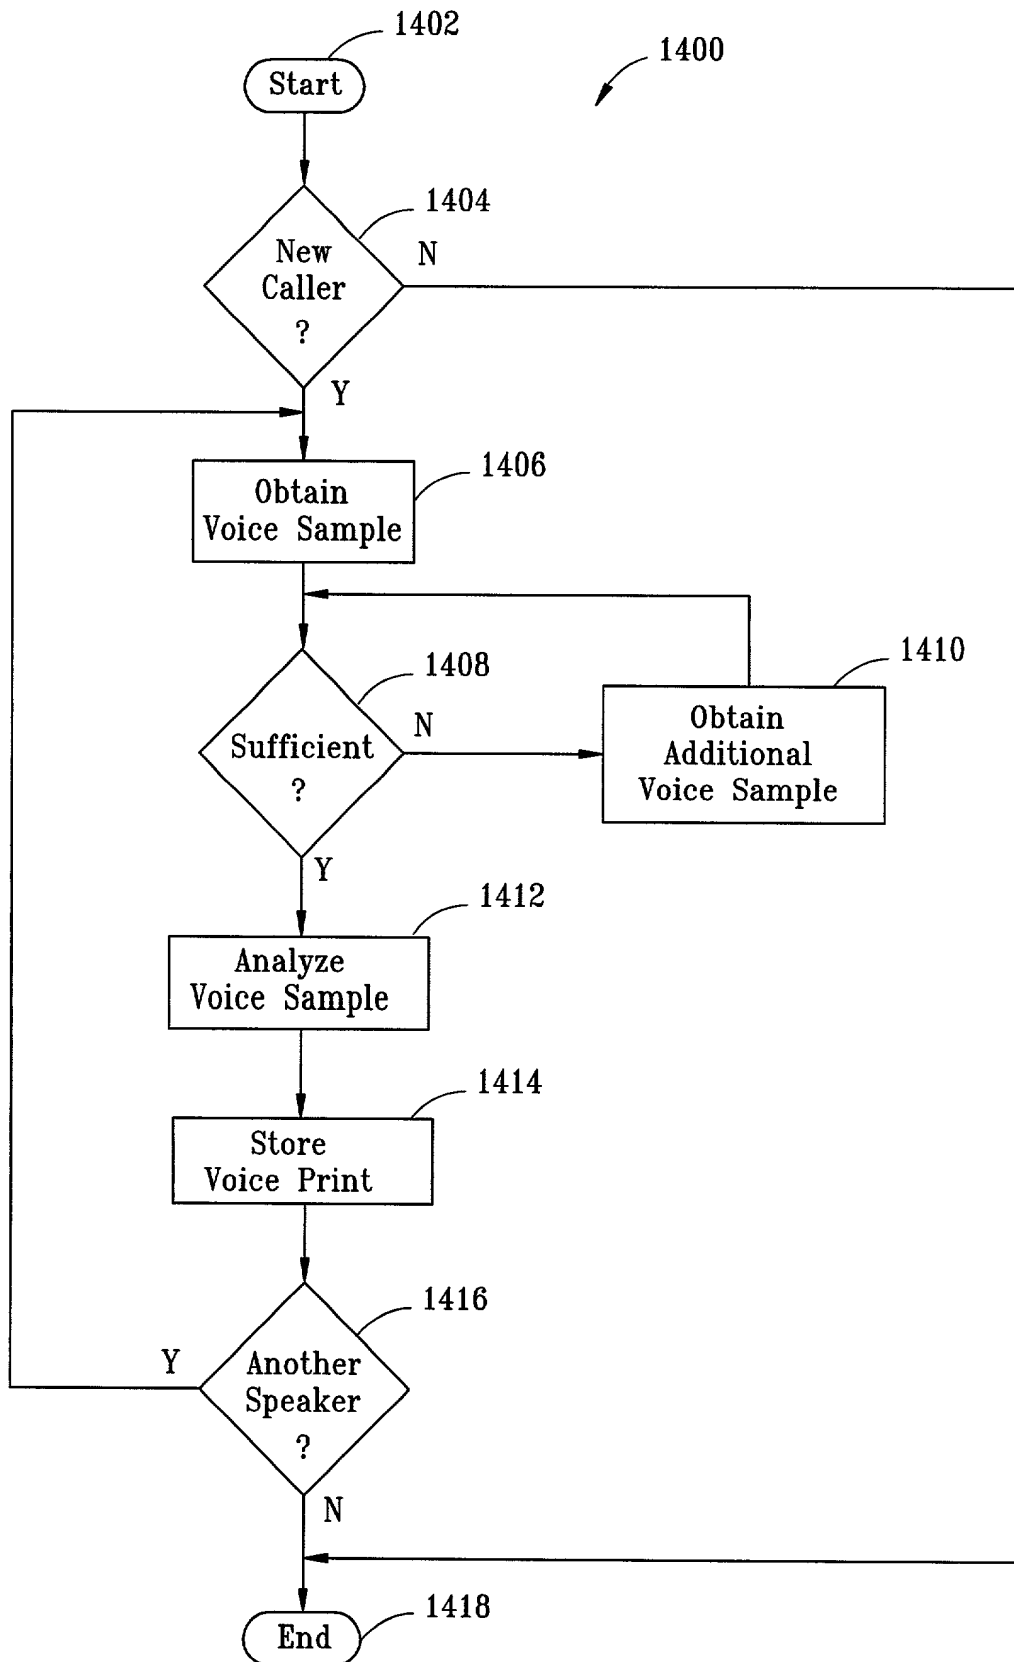 1402
1400
Start
1404
New
Caller
?
N
Y
1406
Obtain
Voice Sample
1408
1410
Sufficient
?
N
Obtain
Additional
Voice Sample
Y
1412
Analyze
Voice Sample
1414
Store
Voice Print
1416
Y
Another
Speaker
?
N
1418
End